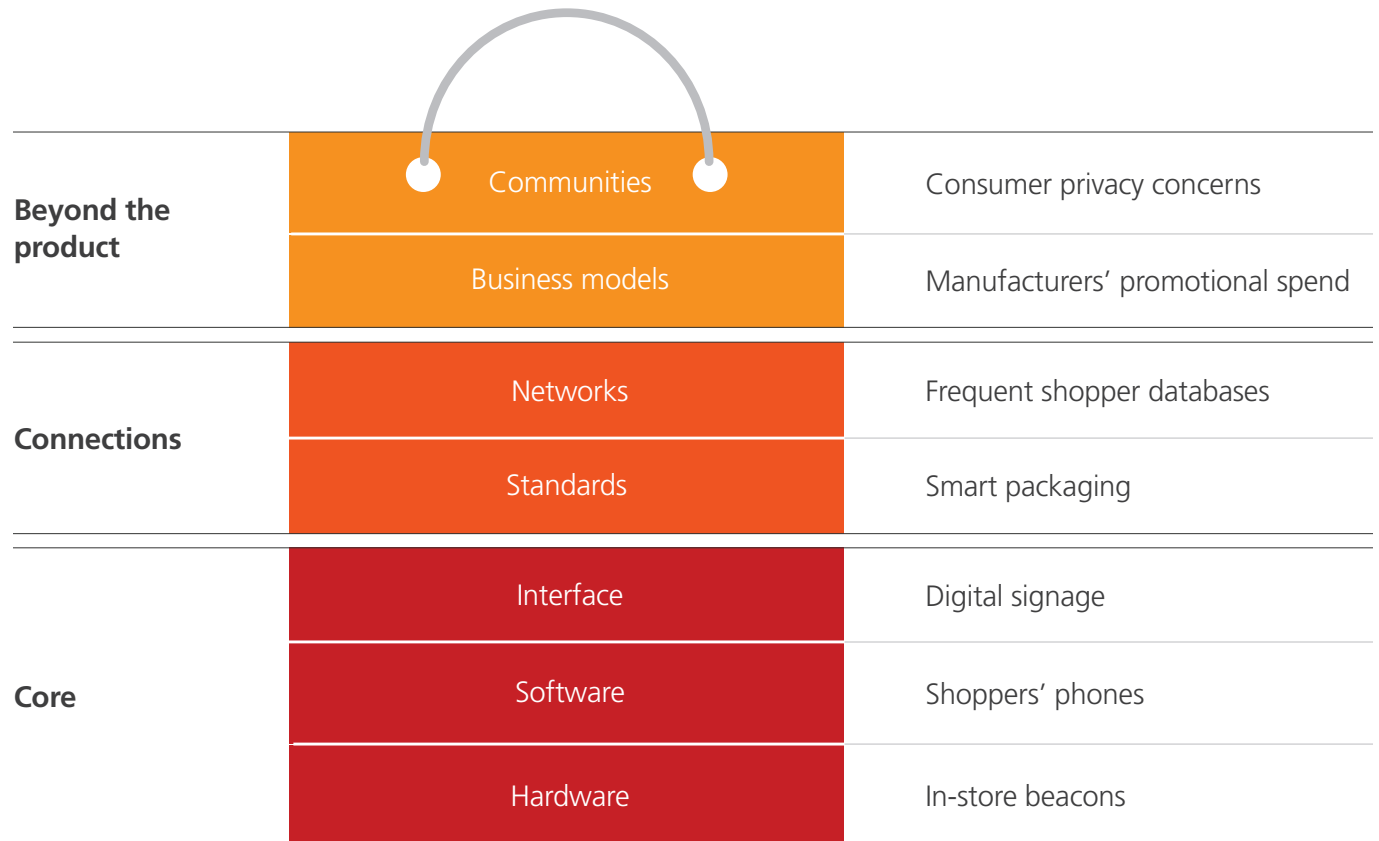 Beyond the
product
Communities
Consumer privacy concerns
Business models
Manufacturers’ promotional spend
Connections
Networks
Frequent shopper databases
Standards
Smart packaging
Core
Interface
Digital signage
Software
Shoppers’ phones
Hardware
In-store beacons